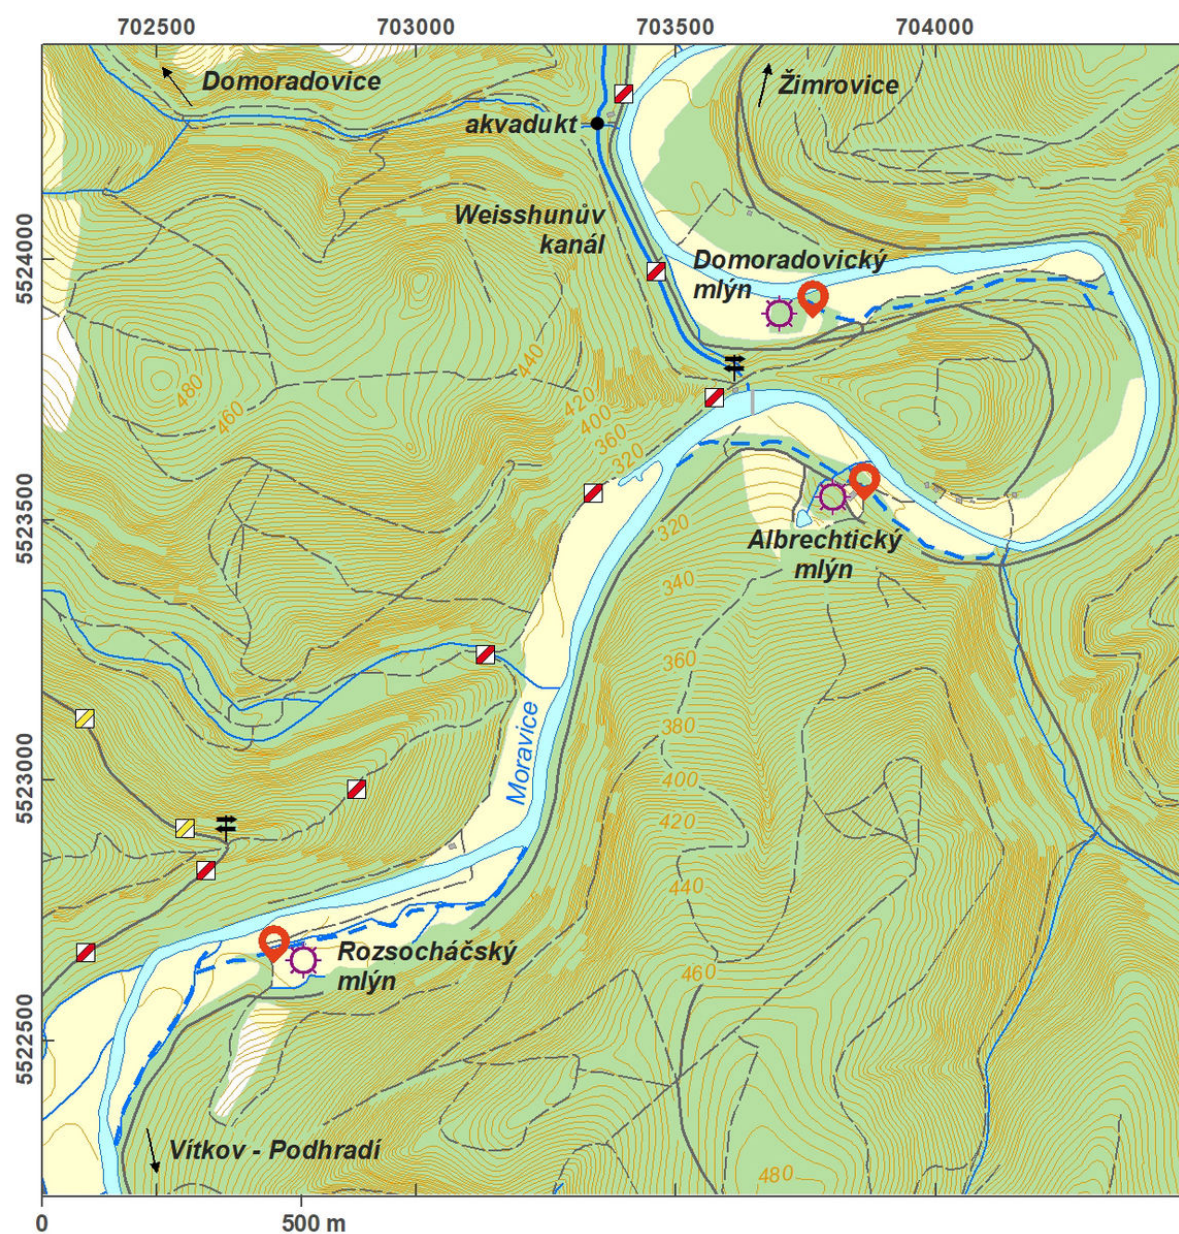 702500 703000 703500 704000
Domoradovice
Žimrovice
akvadukt
Weisshunův
kanál
5524000
Domoradovický
mlýn
440
480
460
420
400
360
320
5523500
320
Albrechtický
mlýn
340
360
Moravice
380
5523000
400
420
440
Rozsocháčský
mlýn
460
5522500
Vítkov - Podhradí
480
0
500 m